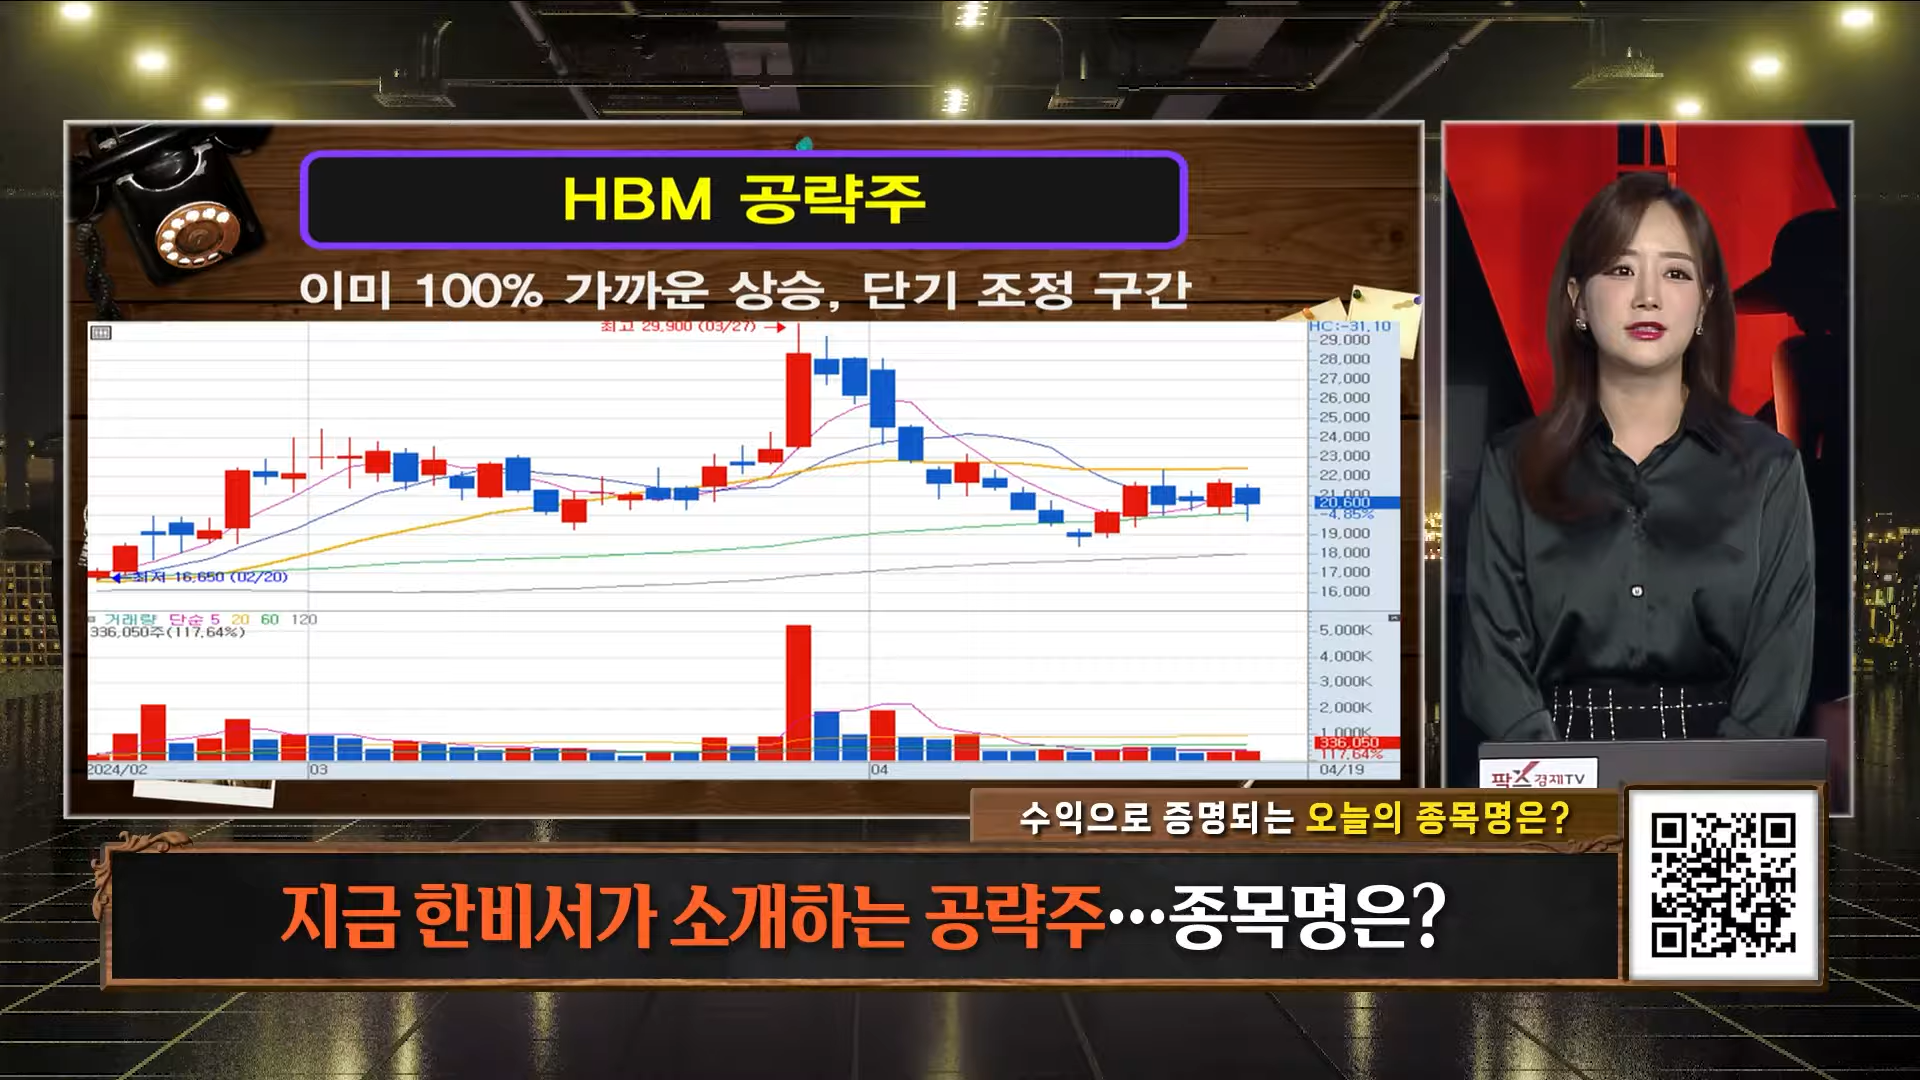 HBM 공략주
이미 100% 가까운 상승, 단기 조정 구간
최고 29,900 (03/27)
HC:-31,10
29,000
28,000
27,000
26,000
25,000
24,000
23,000
22,000
21,000
20,600
-4,85%
19,000
18,000
17,000
16,000
최저 16,650 (02/20)
거래량 단순 5 20 60 120
336,050주(117,64%)
5,000K
4,000K
3,000K
2,000K
1,000K
336,050
117,64%
2024/02
03
04
04/19
팍스경제TV
수익으로 증명되는 오늘의 종목명은?
지금 한비서가 소개하는 공략주…종목명은?